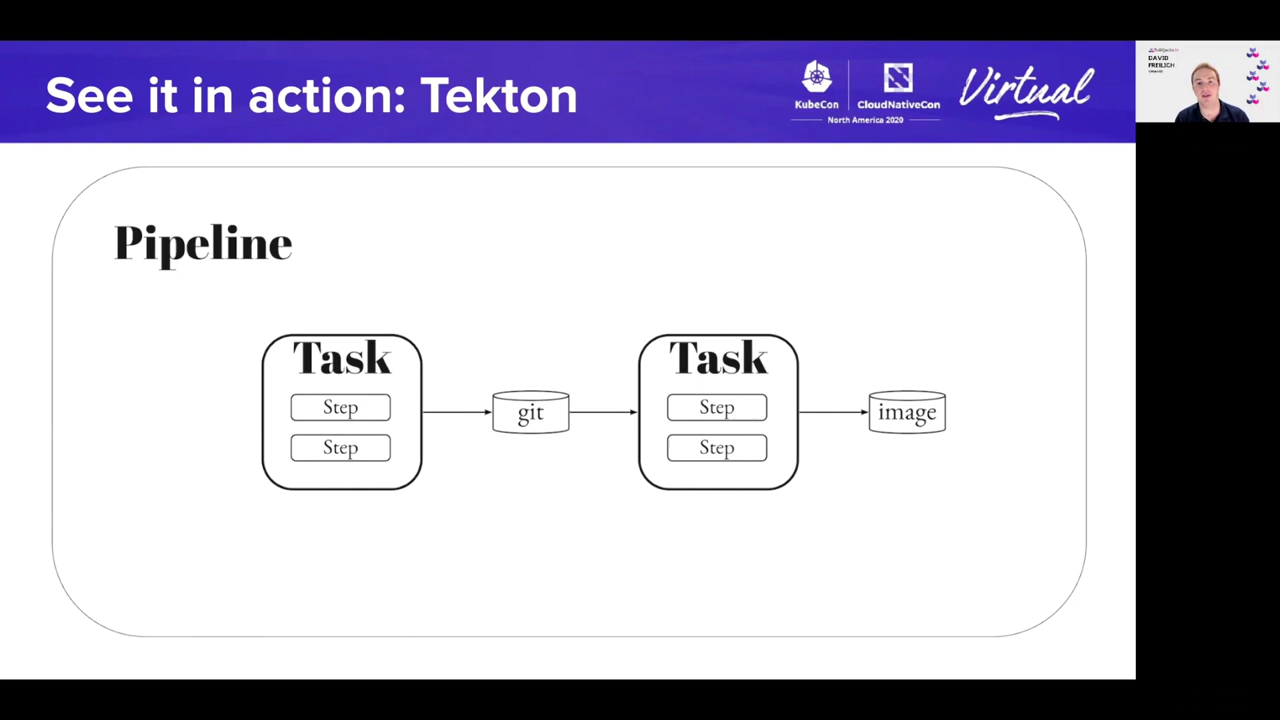 See it in action: Tekton
KubeCon
CloudNativeCon
North America 2020
Virtual
DAVID
FREILICH
Pipeline
Task
Step
Step
git
Task
Step
Step
image